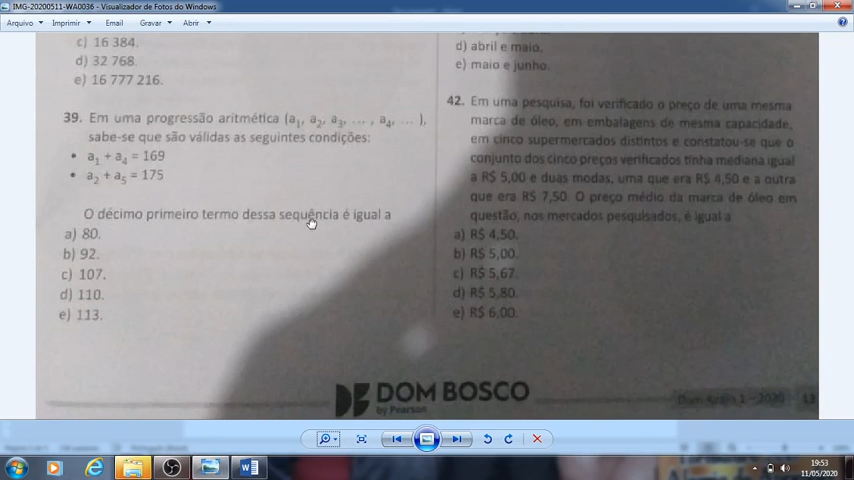 IMG-20200511-WA0036 - Visualizador de Fotos do Windows
Arquivo Imprimir Email Gravar Abrir
c) 16 384.
d) 32 768.
e) 16 777 216.
39. Em uma progressão aritmética (a₁, a₂, a₃, ... , a₄, ... ),
sabe-se que são válidas as seguintes condições:
• a₁ + a₄ = 169
• a₂ + a₅ = 175
O décimo primeiro termo dessa sequência é igual a
a) 80.
b) 92.
c) 107.
d) 110.
e) 113.
d) abril e maio.
e) maio e junho.
42. Em uma pesquisa, foi verificado o preço de uma mesma
marca de óleo, em embalagens de mesma capacidade,
em cinco supermercados distintos e constatou-se que o
conjunto dos cinco preços verificados tinha mediana igual
a R$ 5,00 e duas modas, uma que era R$ 4,50 e a outra
que era R$ 7,50. O preço médio da marca de óleo em
questão, nos mercados pesquisados, é igual a
a) R$ 4,50.
b) R$ 5,00.
c) R$ 5,67.
d) R$ 5,80.
e) R$ 6,00.
DOM BOSCO
by Pearson
1 – 2020 13
19:53
11/05/2020